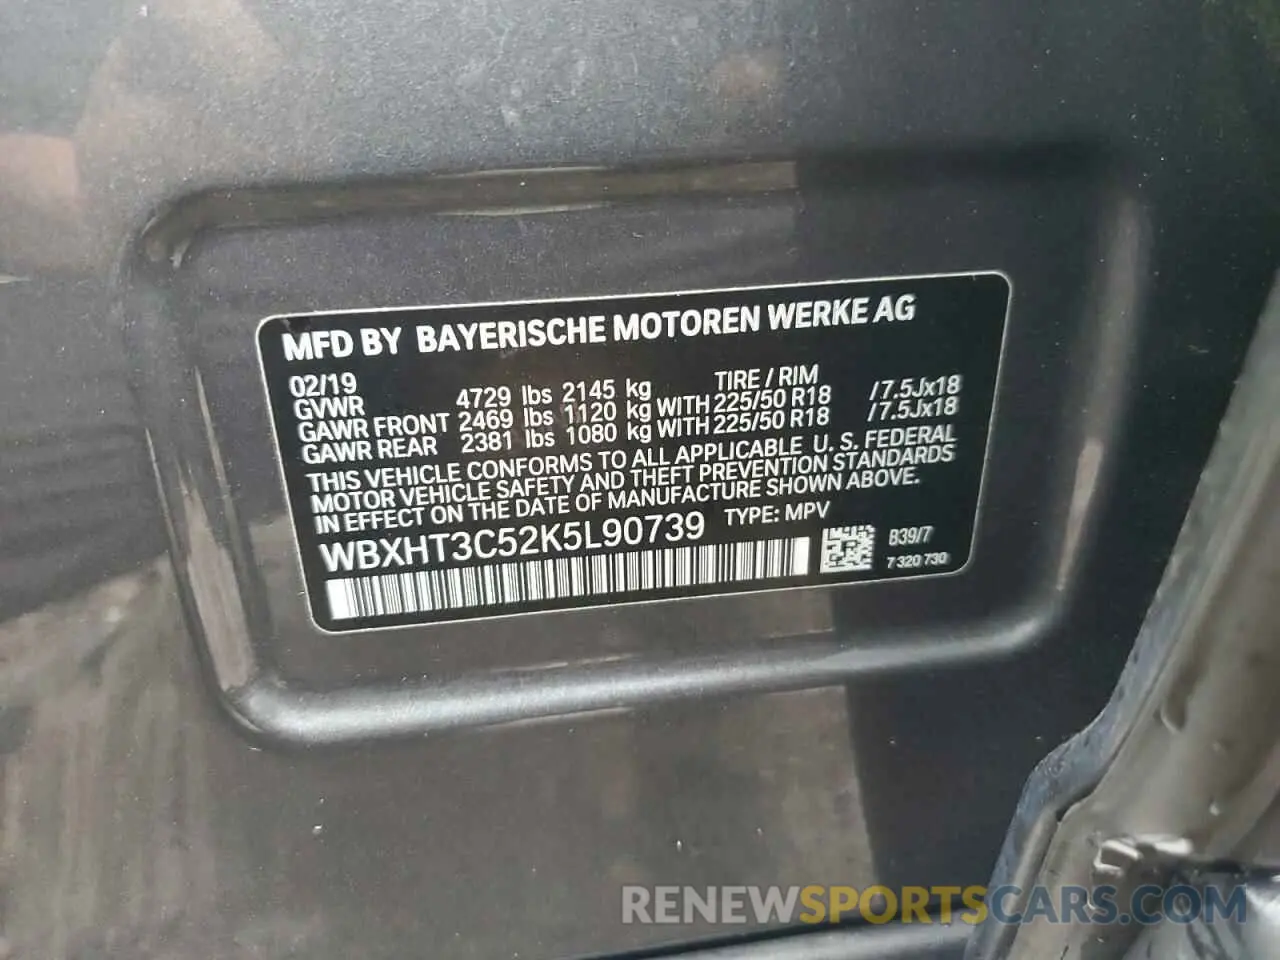 MFD BY BAYERISCHE MOTOREN WERKE AG
02/19 TIRE / RIM
GVWR 4729 lbs 2145 kg
GAWR FRONT 2469 lbs 1120 kg WITH 225/50 R18 / 7.5Jx18
GAWR REAR 2381 lbs 1080 kg WITH 225/50 R18 / 7.5Jx18
THIS VEHICLE CONFORMS TO ALL APPLICABLE U. S. FEDERAL
MOTOR VEHICLE SAFETY AND THEFT PREVENTION STANDARDS
IN EFFECT ON THE DATE OF MANUFACTURE SHOWN ABOVE.
WBXHT3C52K5L90739 TYPE: MPV
B39/7
7 320 730
RENEWSPORTSCARS.COM